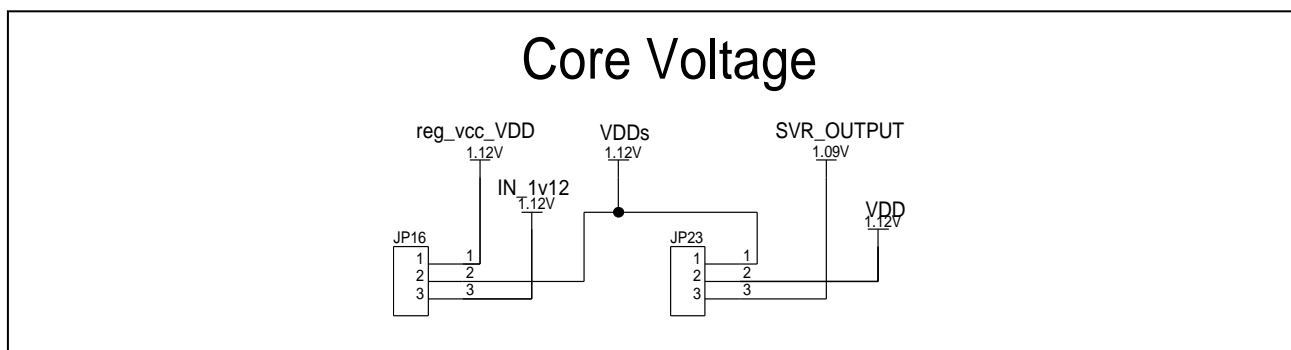 Core Voltage
reg_vcc_VDD
1.12V
VDDs
1.12V
SVR_OUTPUT
1.09V
IN_1v12
1.12V
VDD
1.12V
JP16
1 1
2 2
3 3
JP23
1 1
2 2
3 3